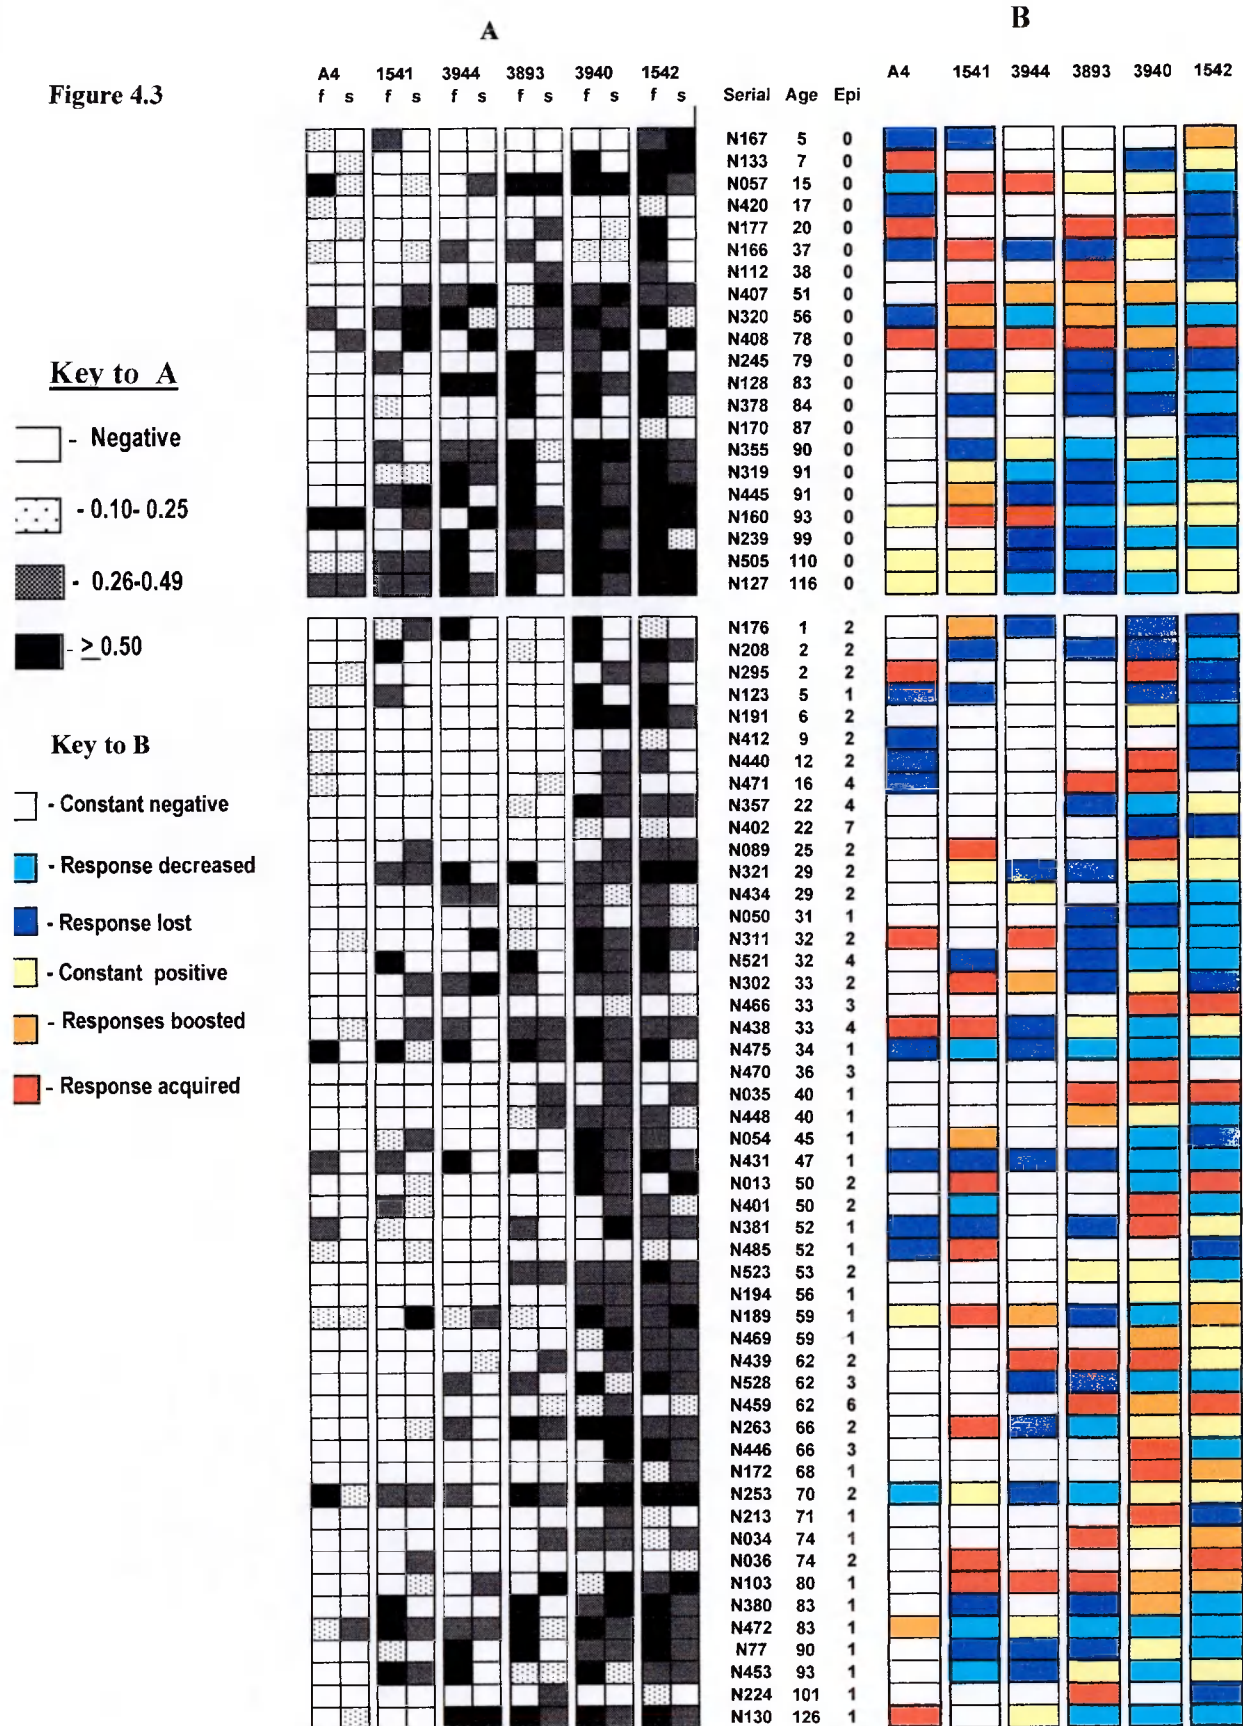 A
B
Figure 4.3
A4 1541 3944 3893 3940 1542
f s f s f s f s f s f s
Serial Age Epi
A4 1541 3944 3893 3940 1542
N167 5 0
N133 7 0
N057 15 0
N420 17 0
N177 20 0
N166 37 0
N112 38 0
N407 51 0
N320 56 0
N408 78 0
N245 79 0
N128 83 0
N378 84 0
N170 87 0
N355 90 0
N319 91 0
N445 91 0
N160 93 0
N239 99 0
N505 110 0
N127 116 0
N176 1 2
N208 2 2
N295 2 2
N123 5 1
N191 6 2
N412 9 2
N440 12 2
N471 16 4
N357 22 4
N402 22 7
N089 25 2
N321 29 2
N434 29 2
N050 31 1
N311 32 2
N521 32 4
N302 33 2
N466 33 3
N438 33 4
N475 34 1
N470 36 3
N035 40 1
N448 40 1
N054 45 1
N431 47 1
N013 50 2
N401 50 2
N381 52 1
N485 52 1
N523 53 2
N194 56 1
N189 59 1
N469 59 1
N439 62 2
N528 62 3
N459 62 6
N263 66 2
N446 66 3
N172 68 1
N253 70 2
N213 71 1
N034 74 1
N036 74 2
N103 80 1
N380 83 1
N472 83 1
N77 90 1
N453 93 1
N224 101 1
N130 126 1
Key to A
- Negative
- 0.10- 0.25
- 0.26-0.49
- ≥0.50
Key to B
- Constant negative
- Response decreased
- Response lost
- Constant positive
- Responses boosted
- Response acquired